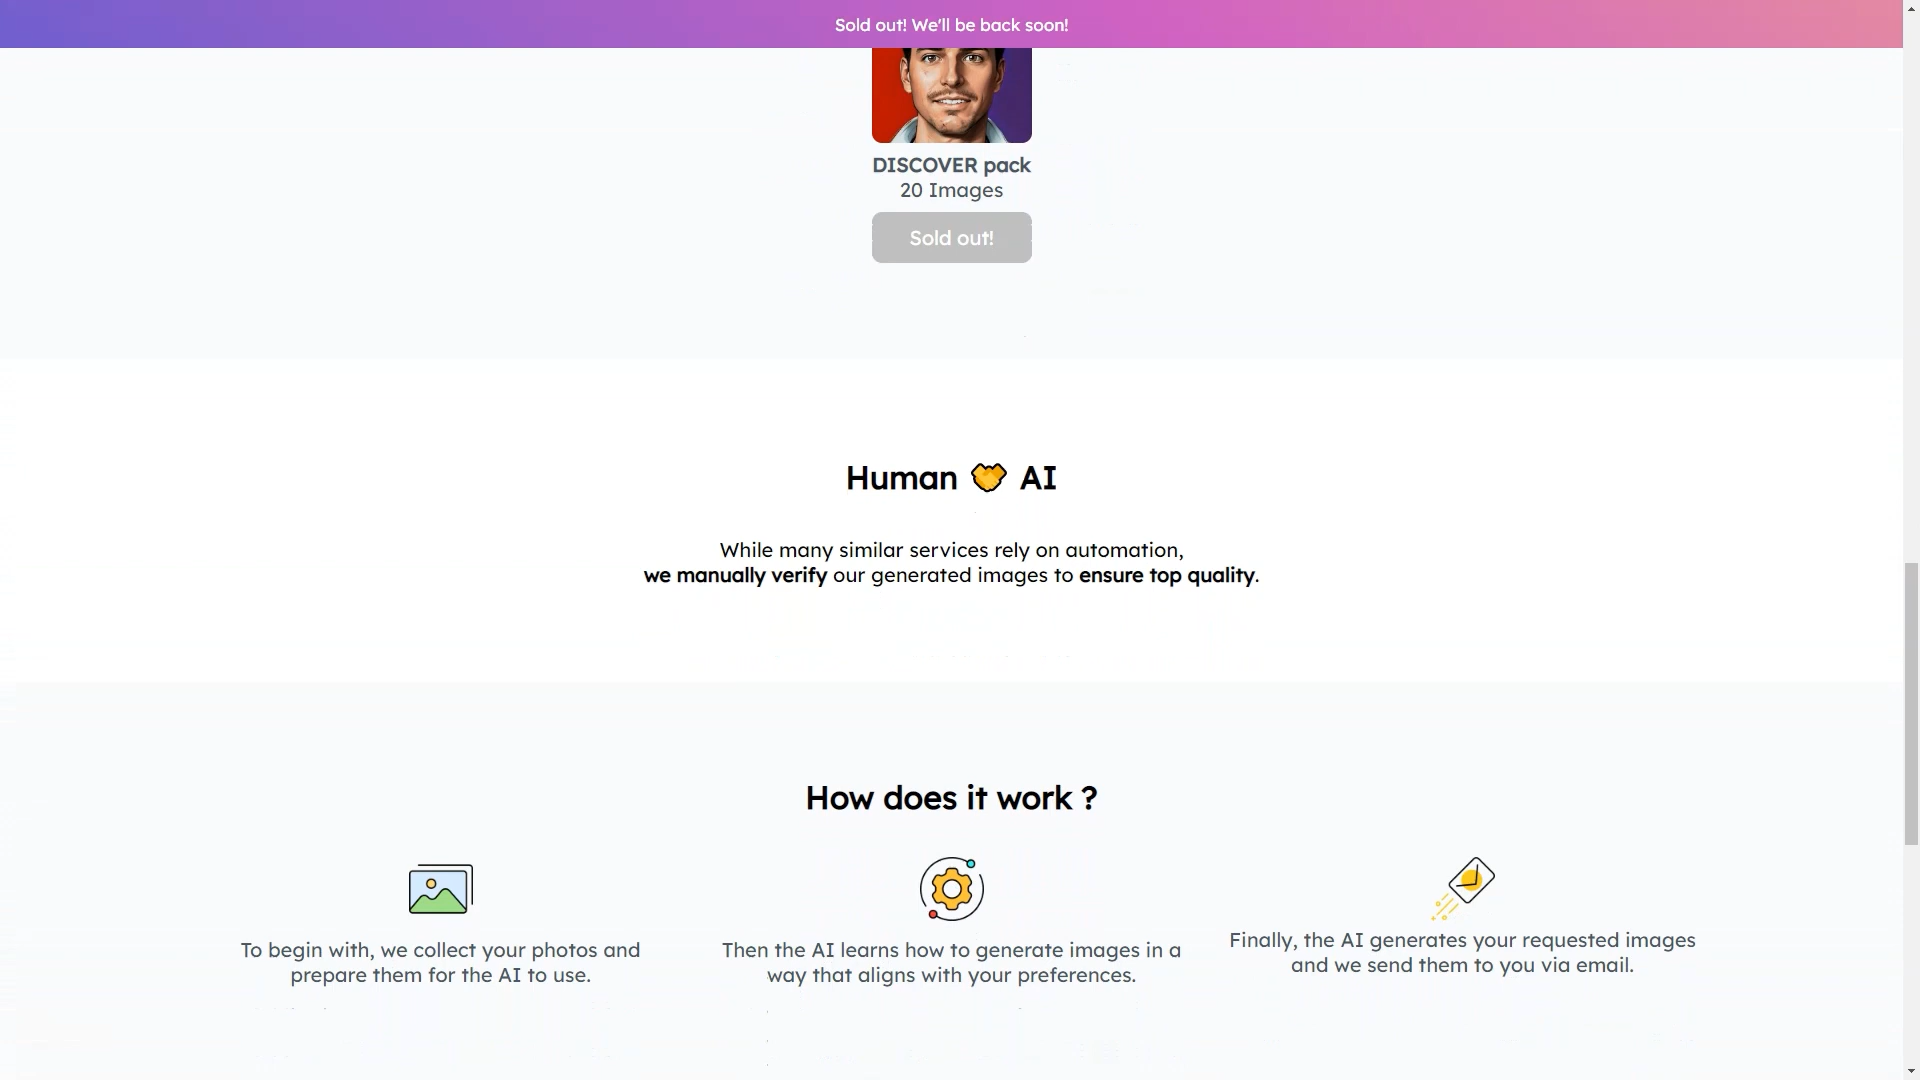 Sold out! We'll be back soon!
DISCOVER pack
20 Images
Sold out!
Human AI
While many similar services rely on automation,
we manually verify our generated images to ensure top quality.
How does it work ?
To begin with, we collect your photos and
prepare them for the AI to use.
Then the AI learns how to generate images in a
way that aligns with your preferences.
Finally, the AI generates your requested images
and we send them to you via email.